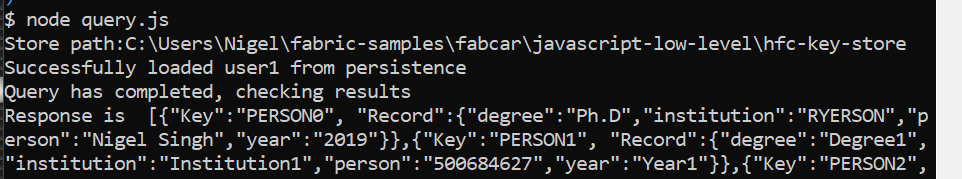 $ node query.js
Store path:C:\Users\Nigel\fabric-samples\fabcar\javascript-low-level\hfc-key-store
Successfully loaded user1 from persistence
Query has completed, checking results
Response is  [{"Key":"PERSON0", "Record":{"degree":"Ph.D","institution":"RYERSON","p
erson":"Nigel Singh","year":"2019"}},{"Key":"PERSON1", "Record":{"degree":"Degree1",
"institution":"Institution1","person":"500684627","year":"Year1"}},{"Key":"PERSON2",